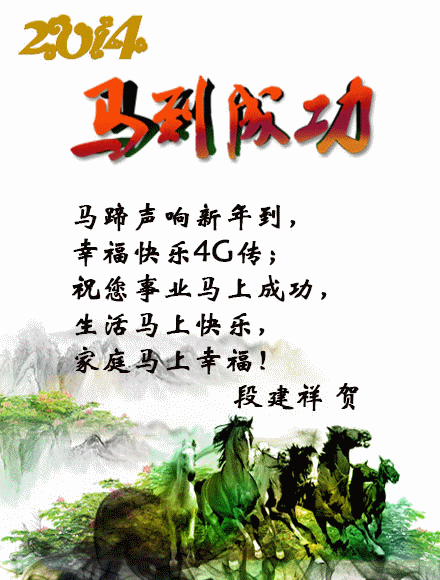 2014
马到成功
马蹄声响新年到，
幸福快乐4G传；
祝您事业马上成功，
生活马上快乐，
家庭马上幸福！
段建祥 贺